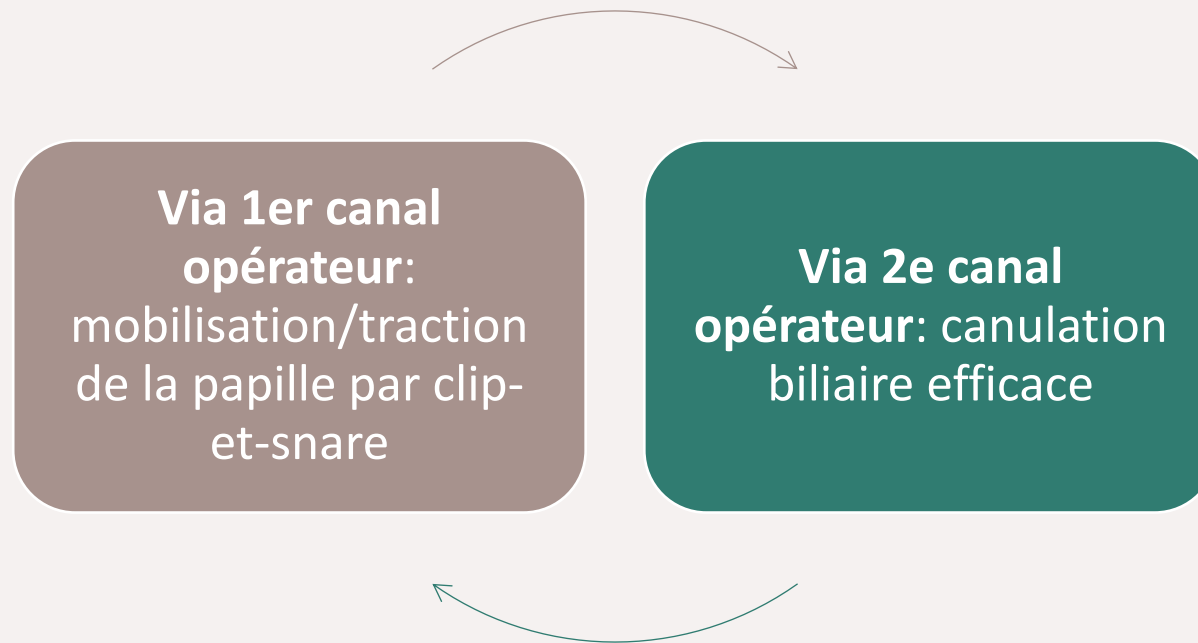 Via 1er canal
opérateur:
mobilisation/traction
de la papille par clip-
et-snare
Via 2e canal
opérateur: canulation
biliaire efficace